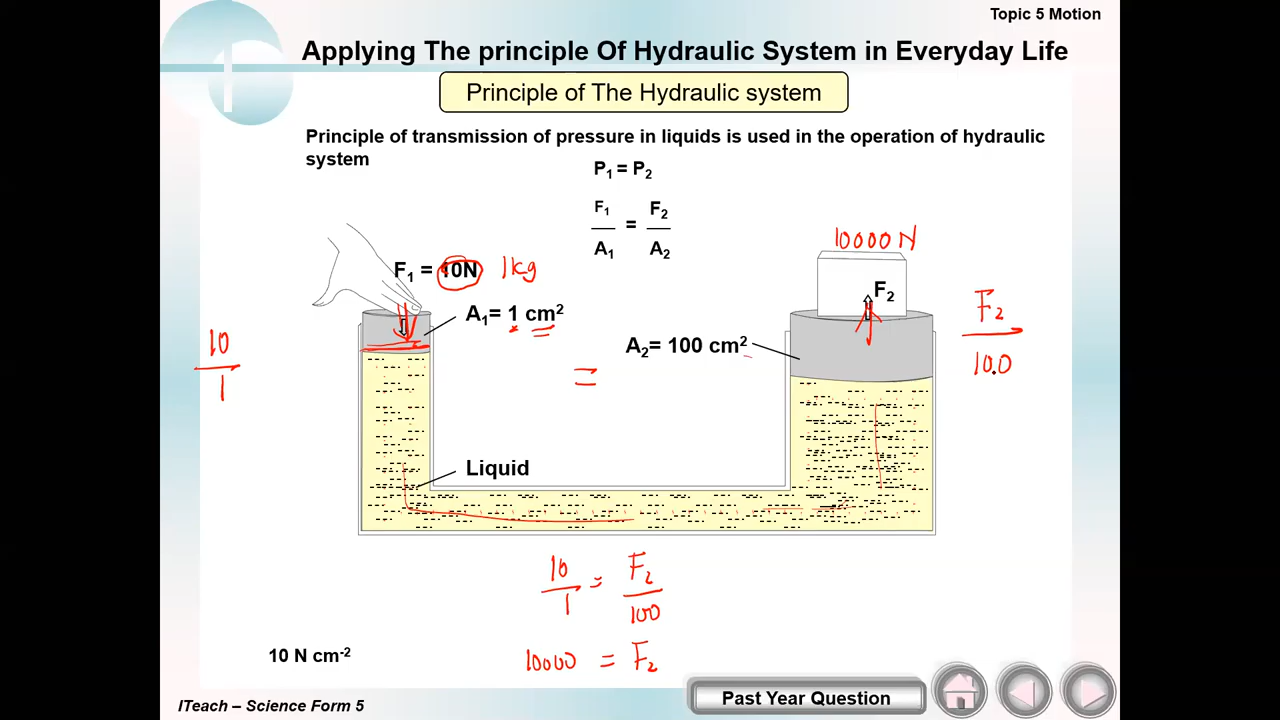 Topic 5 Motion
Applying The principle Of Hydraulic System in Everyday Life
Principle of The Hydraulic system
Principle of transmission of pressure in liquids is used in the operation of hydraulic
system
P₁ = P₂
F₁/A₁ = F₂/A₂
10000 N
F₁ = 10N 1kg
F₂
A₁= 1 cm²
A₂= 100 cm²
10/1 = F₂/100
Liquid
10/1 = F₂/100
10000 = F₂
10 N cm⁻²
Past Year Question
ITeach – Science Form 5